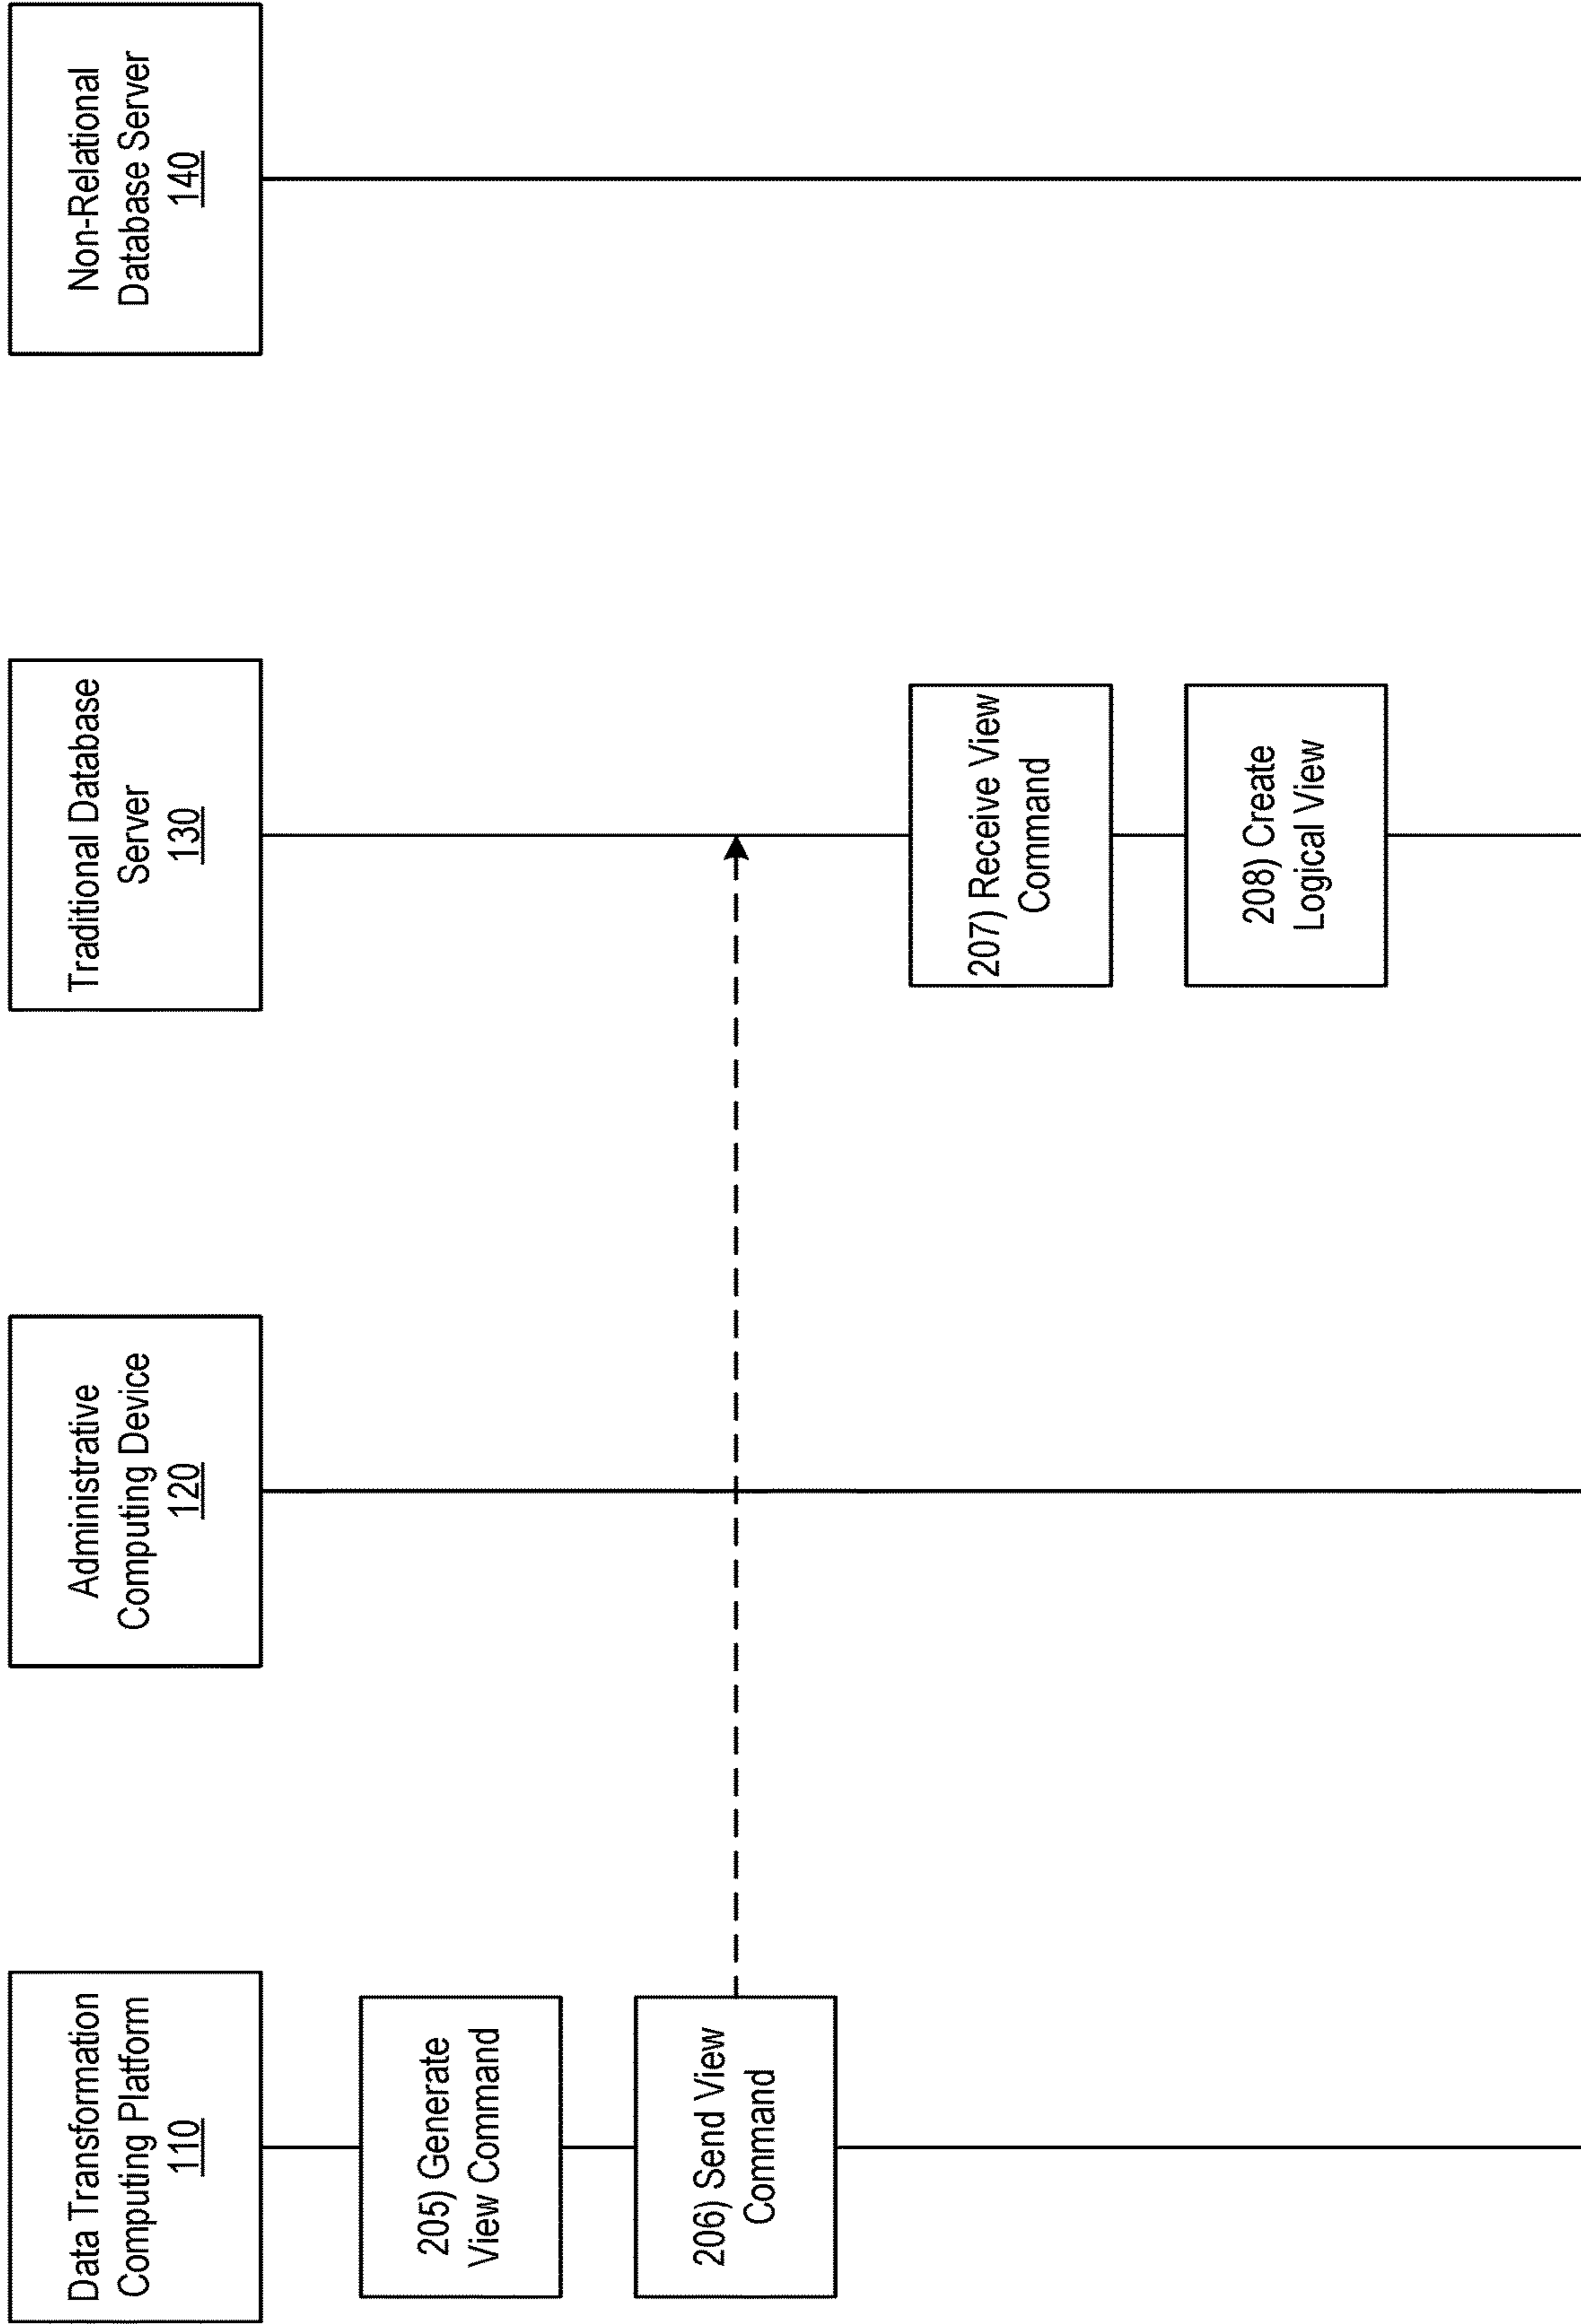 Data Transformation
Computing Platform
110
Administrative
Computing Device
120
Traditional Database
Server
130
Non-Relational
Database Server
140
205) Generate
View Command
206) Send View
Command
207) Receive View
Command
208) Create
Logical View